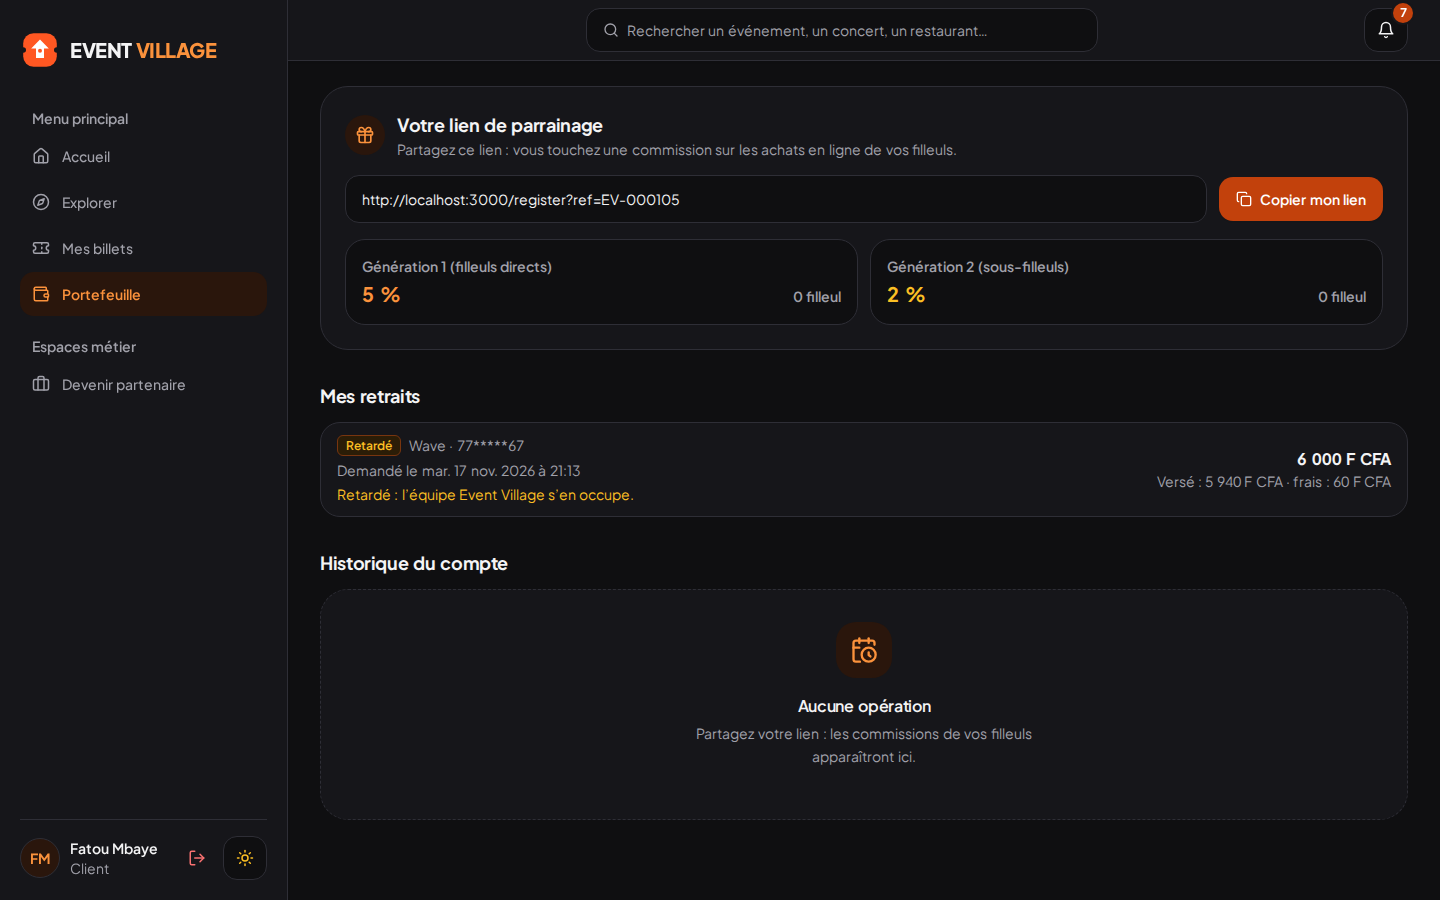 EVENT VILLAGE
Menu principal
Accueil
Explorer
Mes billets
Portefeuille
Espaces métier
Devenir partenaire
FM
Fatou Mbaye
Client
Rechercher un événement, un concert, un restaurant…
7
Votre lien de parrainage
Partagez ce lien : vous touchez une commission sur les achats en ligne de vos filleuls.
http://localhost:3000/register?ref=EV-000105
Copier mon lien
Génération 1 (filleuls directs)
5 %
0 filleul
Génération 2 (sous-filleuls)
2 %
0 filleul
Mes retraits
Retardé Wave · 77*****67
Demandé le mar. 17 nov. 2026 à 21:13
Retardé : l'équipe Event Village s'en occupe.
6 000 F CFA
Versé : 5 940 F CFA · frais : 60 F CFA
Historique du compte
Aucune opération
Partagez votre lien : les commissions de vos filleuls
apparaîtront ici.